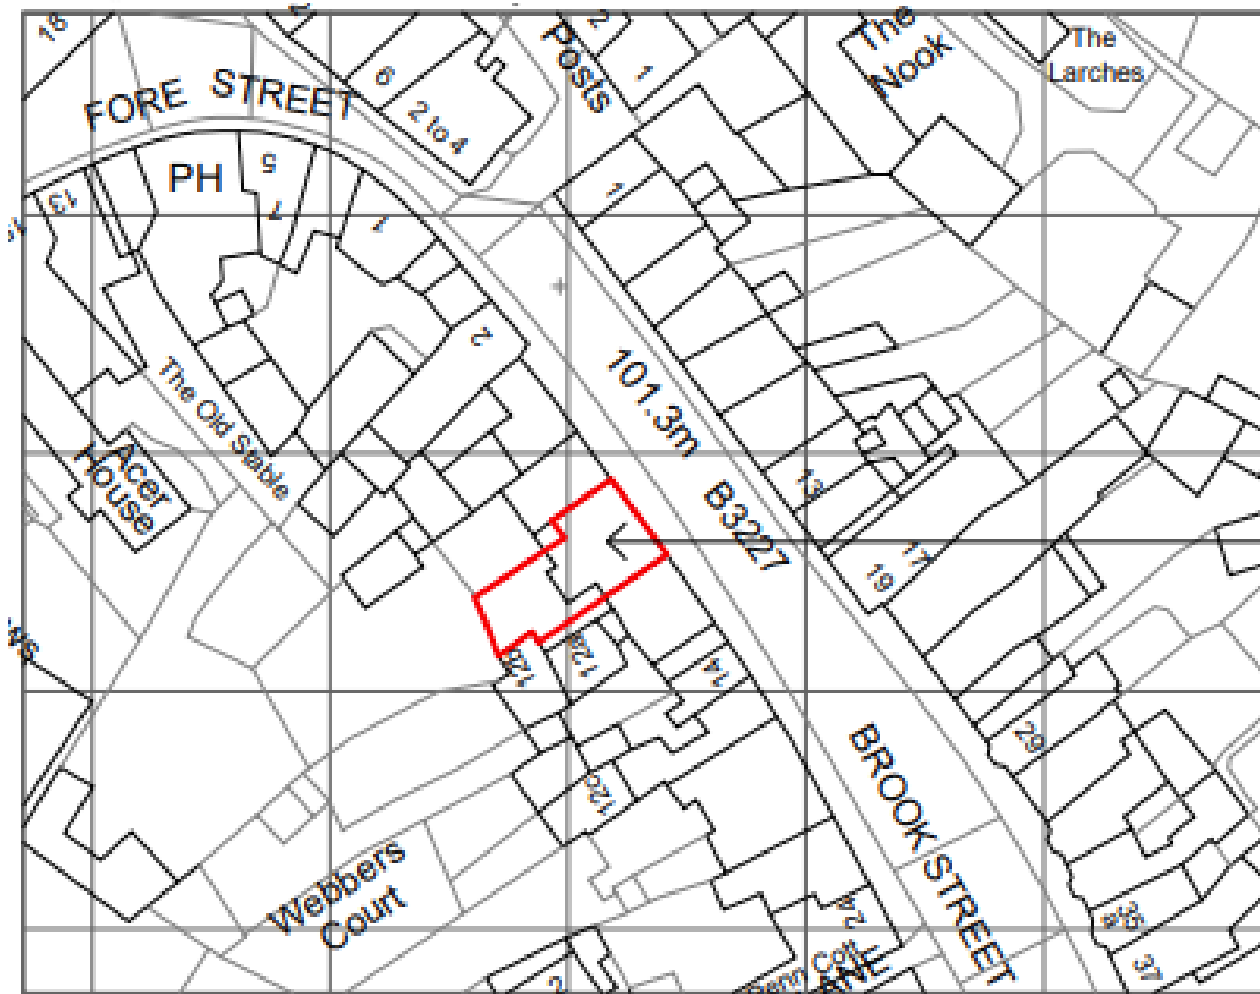 18
2
The
Nook
The
Larches
Posts
1
6
2 to 4
FORE STREET
PH
5
7
13
1
1
2
The Old Stable
101.3m
Acer
House
B3227
13
17
19
12b
12a
14
12c
29
BROOK STREET
Webbers
Court
24
35
37
2